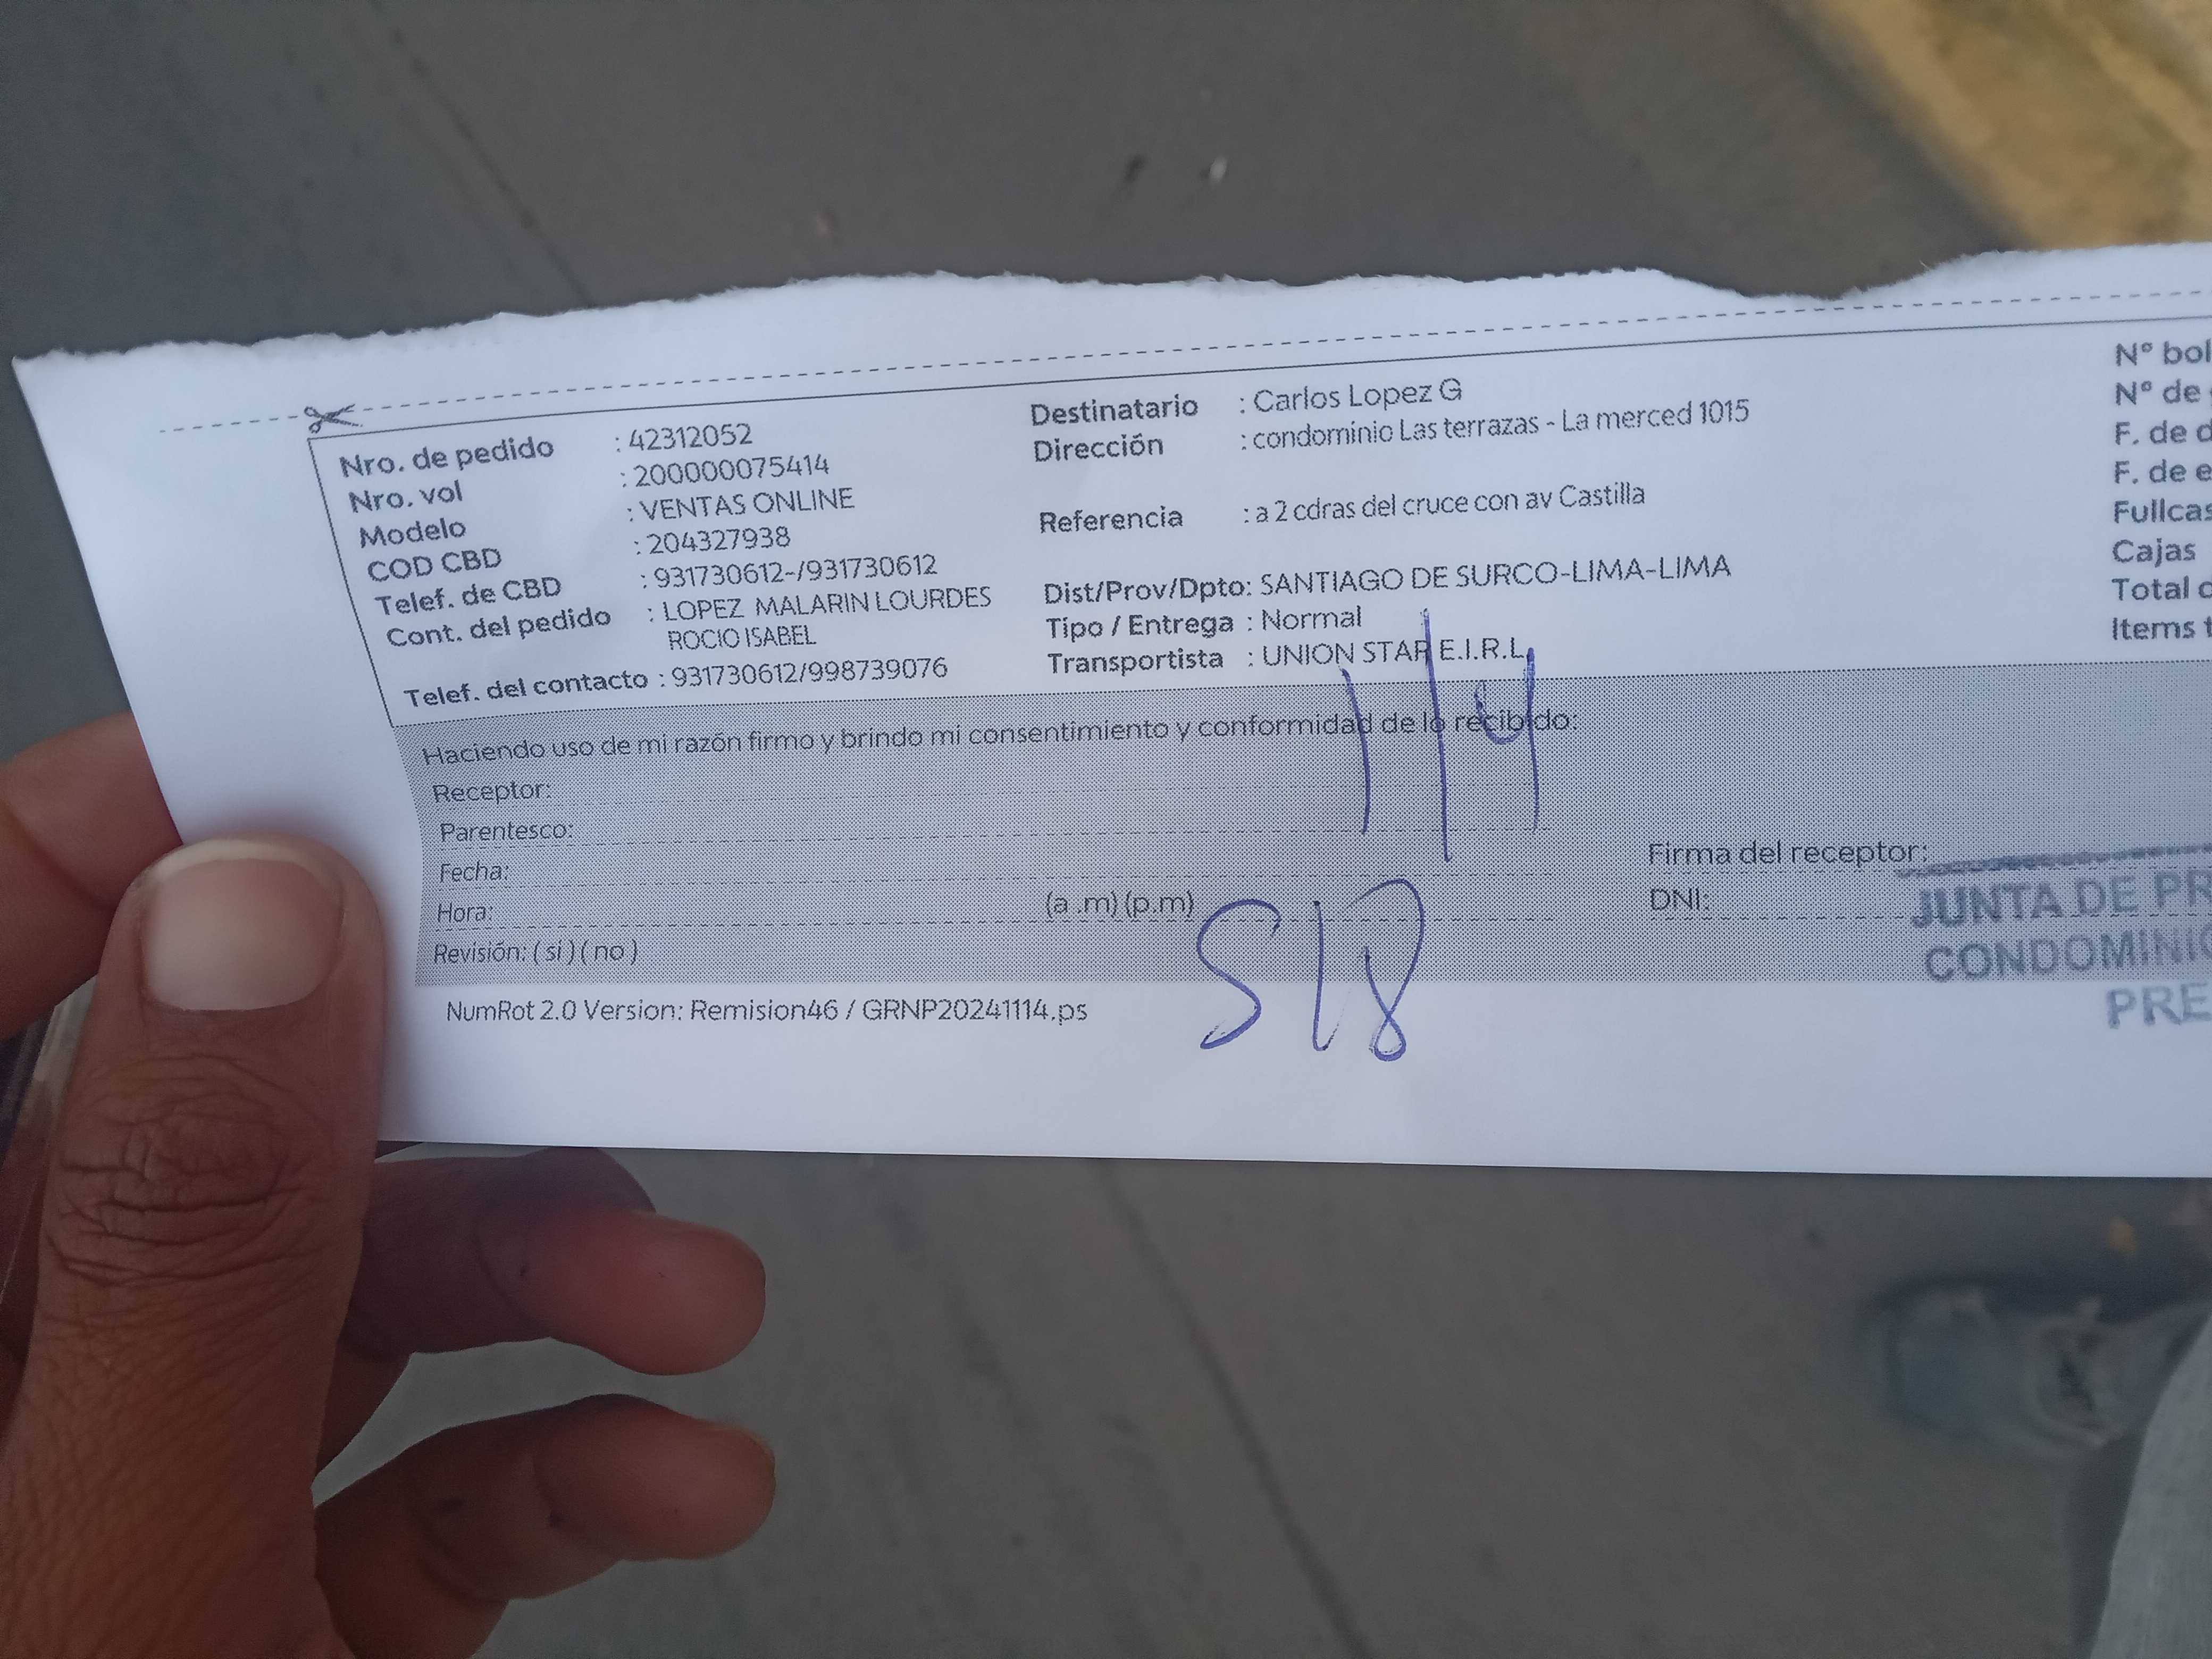 Nro. de pedido : 42312052
Nro. vol : 200000075414
Modelo : VENTAS ONLINE
COD CBD : 204327938
Telef. de CBD : 931730612-/931730612
Cont. del pedido : LOPEZ MALARIN LOURDES
ROCIO ISABEL
Telef. del contacto : 931730612/998739076
Destinatario : Carlos Lopez G
Dirección : condominio Las terrazas - La merced 1015
Referencia : a 2 cdras del cruce con av Castilla
Dist/Prov/Dpto: SANTIAGO DE SURCO-LIMA-LIMA
Tipo / Entrega : Normal
Transportista : UNION STAR E.I.R.L.
N° bol
N° de
F. de d
F. de e
Fullcas
Cajas
Total d
Items t
Haciendo uso de mi razón firmo y brindo mi consentimiento y conformidad de lo recibido:
Receptor:
Parentesco:
Fecha:
Hora: (a .m) (p.m)
Revisión: ( si ) ( no )
Firma del receptor:
DNI:
JUNTA DE PR
CONDOMINIO
PRE
518
NumRot 2.0 Version: Remision46 / GRNP20241114.ps